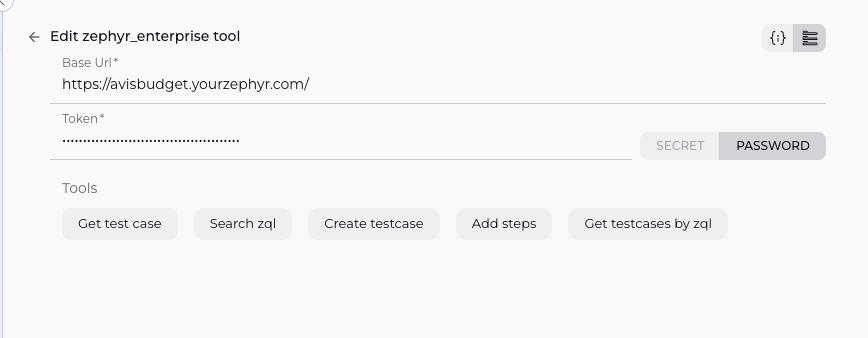 Edit zephyr_enterprise tool
{i}
Base Url*
https://avisbudget.yourzephyr.com/
Token*
•••••••••••••••••••••••••••••••••••••••••••
SECRET PASSWORD
Tools
Get test case Search zql Create testcase Add steps Get testcases by zql